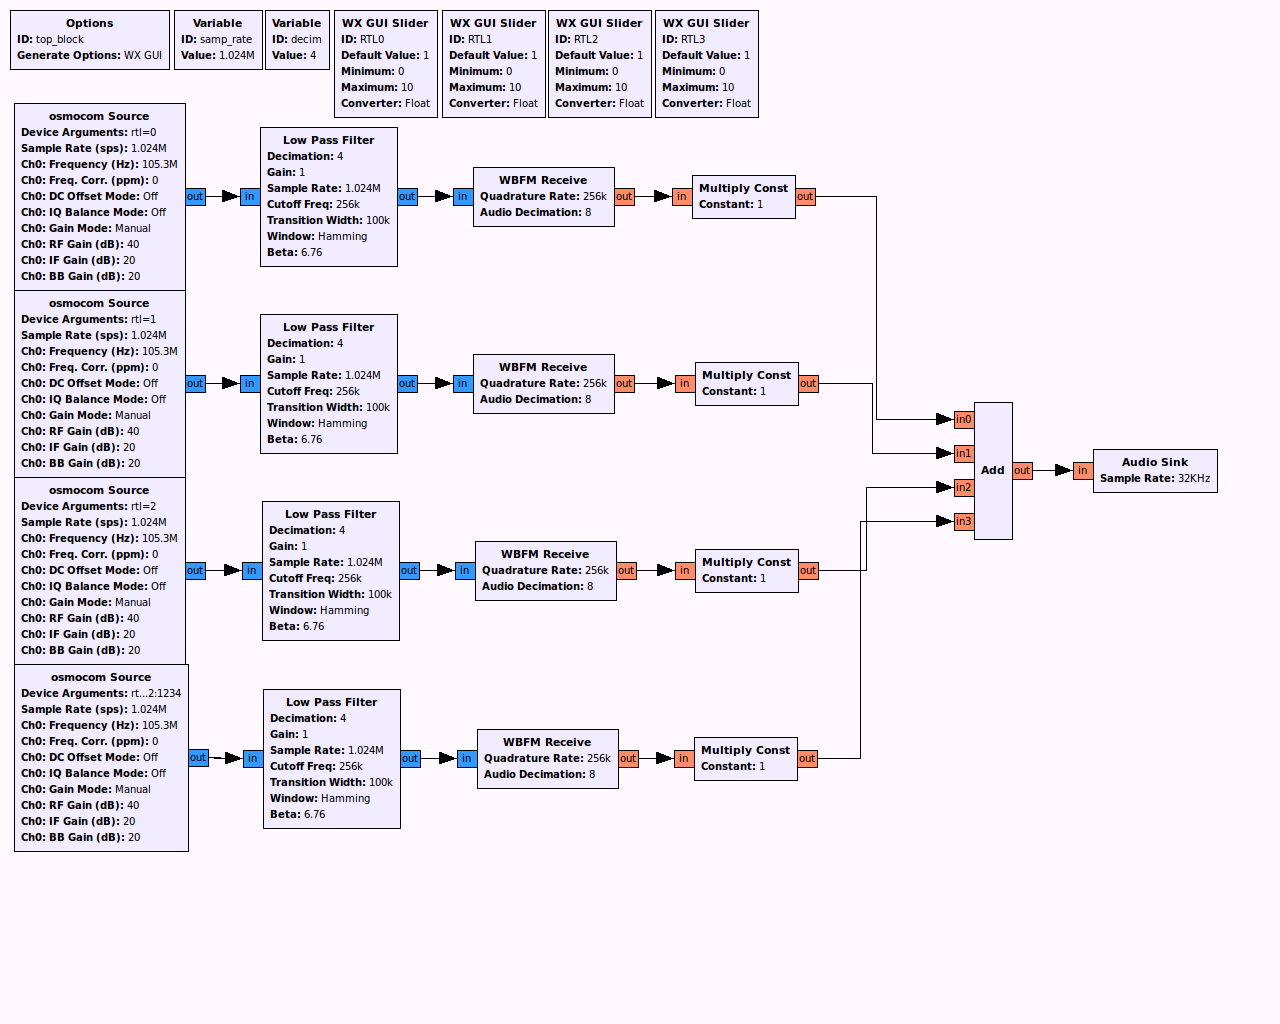 Options
ID: top_block
Generate Options: WX GUI
Variable
ID: samp_rate
Value: 1.024M
Variable
ID: decim
Value: 4
WX GUI Slider
ID: RTL0
Default Value: 1
Minimum: 0
Maximum: 10
Converter: Float
WX GUI Slider
ID: RTL1
Default Value: 1
Minimum: 0
Maximum: 10
Converter: Float
WX GUI Slider
ID: RTL2
Default Value: 1
Minimum: 0
Maximum: 10
Converter: Float
WX GUI Slider
ID: RTL3
Default Value: 1
Minimum: 0
Maximum: 10
Converter: Float
osmocom Source
Device Arguments: rtl=0
Sample Rate (sps): 1.024M
Ch0: Frequency (Hz): 105.3M
Ch0: Freq. Corr. (ppm): 0
Ch0: DC Offset Mode: Off
Ch0: IQ Balance Mode: Off
Ch0: Gain Mode: Manual
Ch0: RF Gain (dB): 40
Ch0: IF Gain (dB): 20
Ch0: BB Gain (dB): 20
out
in
Low Pass Filter
Decimation: 4
Gain: 1
Sample Rate: 1.024M
Cutoff Freq: 256k
Transition Width: 100k
Window: Hamming
Beta: 6.76
out
in
WBFM Receive
Quadrature Rate: 256k
Audio Decimation: 8
out
in
Multiply Const
Constant: 1
out
osmocom Source
Device Arguments: rtl=1
Sample Rate (sps): 1.024M
Ch0: Frequency (Hz): 105.3M
Ch0: Freq. Corr. (ppm): 0
Ch0: DC Offset Mode: Off
Ch0: IQ Balance Mode: Off
Ch0: Gain Mode: Manual
Ch0: RF Gain (dB): 40
Ch0: IF Gain (dB): 20
Ch0: BB Gain (dB): 20
out
in
Low Pass Filter
Decimation: 4
Gain: 1
Sample Rate: 1.024M
Cutoff Freq: 256k
Transition Width: 100k
Window: Hamming
Beta: 6.76
out
in
WBFM Receive
Quadrature Rate: 256k
Audio Decimation: 8
out
in
Multiply Const
Constant: 1
out
osmocom Source
Device Arguments: rtl=2
Sample Rate (sps): 1.024M
Ch0: Frequency (Hz): 105.3M
Ch0: Freq. Corr. (ppm): 0
Ch0: DC Offset Mode: Off
Ch0: IQ Balance Mode: Off
Ch0: Gain Mode: Manual
Ch0: RF Gain (dB): 40
Ch0: IF Gain (dB): 20
Ch0: BB Gain (dB): 20
out
in
Low Pass Filter
Decimation: 4
Gain: 1
Sample Rate: 1.024M
Cutoff Freq: 256k
Transition Width: 100k
Window: Hamming
Beta: 6.76
out
in
WBFM Receive
Quadrature Rate: 256k
Audio Decimation: 8
out
in
Multiply Const
Constant: 1
out
osmocom Source
Device Arguments: rt...2:1234
Sample Rate (sps): 1.024M
Ch0: Frequency (Hz): 105.3M
Ch0: Freq. Corr. (ppm): 0
Ch0: DC Offset Mode: Off
Ch0: IQ Balance Mode: Off
Ch0: Gain Mode: Manual
Ch0: RF Gain (dB): 40
Ch0: IF Gain (dB): 20
Ch0: BB Gain (dB): 20
out
in
Low Pass Filter
Decimation: 4
Gain: 1
Sample Rate: 1.024M
Cutoff Freq: 256k
Transition Width: 100k
Window: Hamming
Beta: 6.76
out
in
WBFM Receive
Quadrature Rate: 256k
Audio Decimation: 8
out
in
Multiply Const
Constant: 1
out
in0
in1
in2
in3
Add
out
in
Audio Sink
Sample Rate: 32KHz